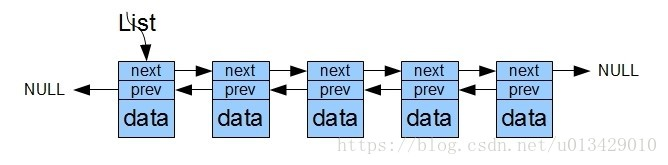 List
next next next next next NULL
NULL prev prev prev prev prev
data data data data data
https://blog.csdn.net/u013429010